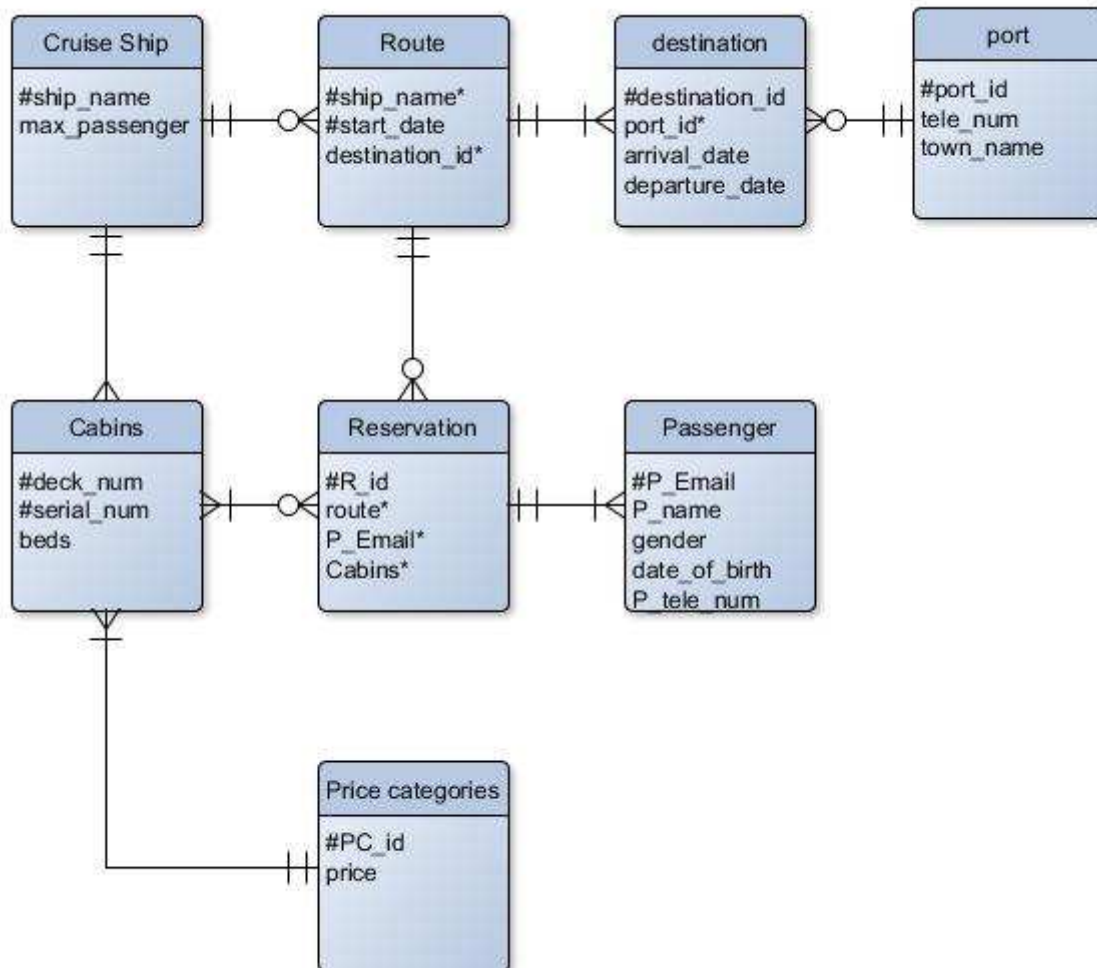 Cruise Ship
#ship_name
max_passenger
Route
#ship_name*
#start_date
destination_id*
destination
#destination_id
port_id*
arrival_date
departure_date
port
#port_id
tele_num
town_name
Cabins
#deck_num
#serial_num
beds
Reservation
#R_id
route*
P_Email*
Cabins*
Passenger
#P_Email
P_name
gender
date_of_birth
P_tele_num
Price categories
#PC_id
price